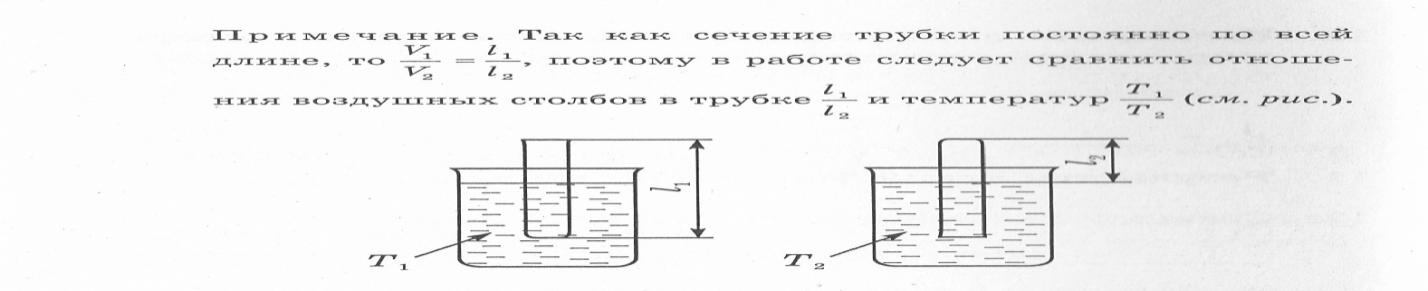 Примечание. Так как сечение трубки постоянно по всей
длине, то V₁/V₂ = l₁/l₂, поэтому в работе следует сравнить отноше-
ния воздушных столбов в трубке l₁/l₂ и температур T₁/T₂ (см. рис.).
l₁
l₂
T₁
T₂